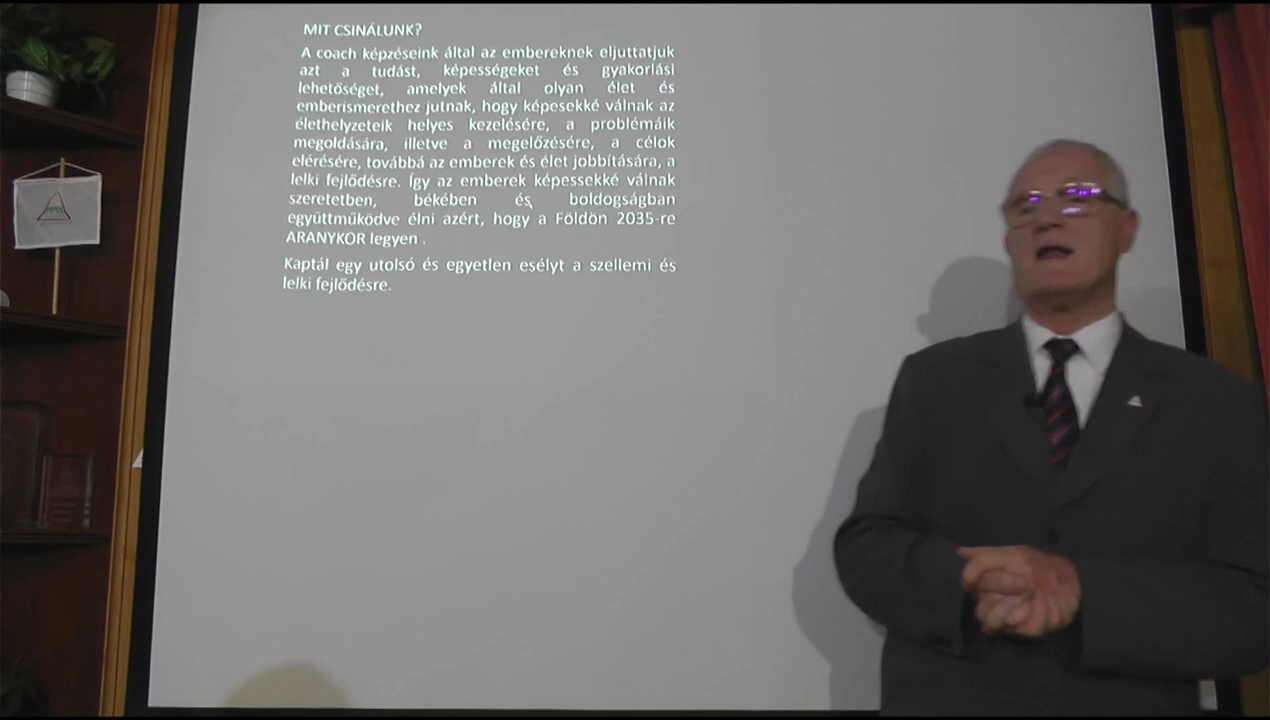 MIT CSINÁLUNK?
A coach képzéseink által az embereknek eljuttatjuk
azt a tudást, képességeket és gyakorlási
lehetőséget, amelyek által olyan élet és
emberismerethez jutnak, hogy képesekké válnak az
élethelyzeteik helyes kezelésére, a problémáik
megoldására, illetve a megelőzésére, a célok
elérésére, továbbá az emberek és élet jobbítására, a
lelki fejlődésre. Így az emberek képessekké válnak
szeretetben, békében és boldogságban
együttműködve élni azért, hogy a Földön 2035-re
ARANYKOR legyen .
Kaptál egy utolsó és egyetlen esélyt a szellemi és
lelki fejlődésre.